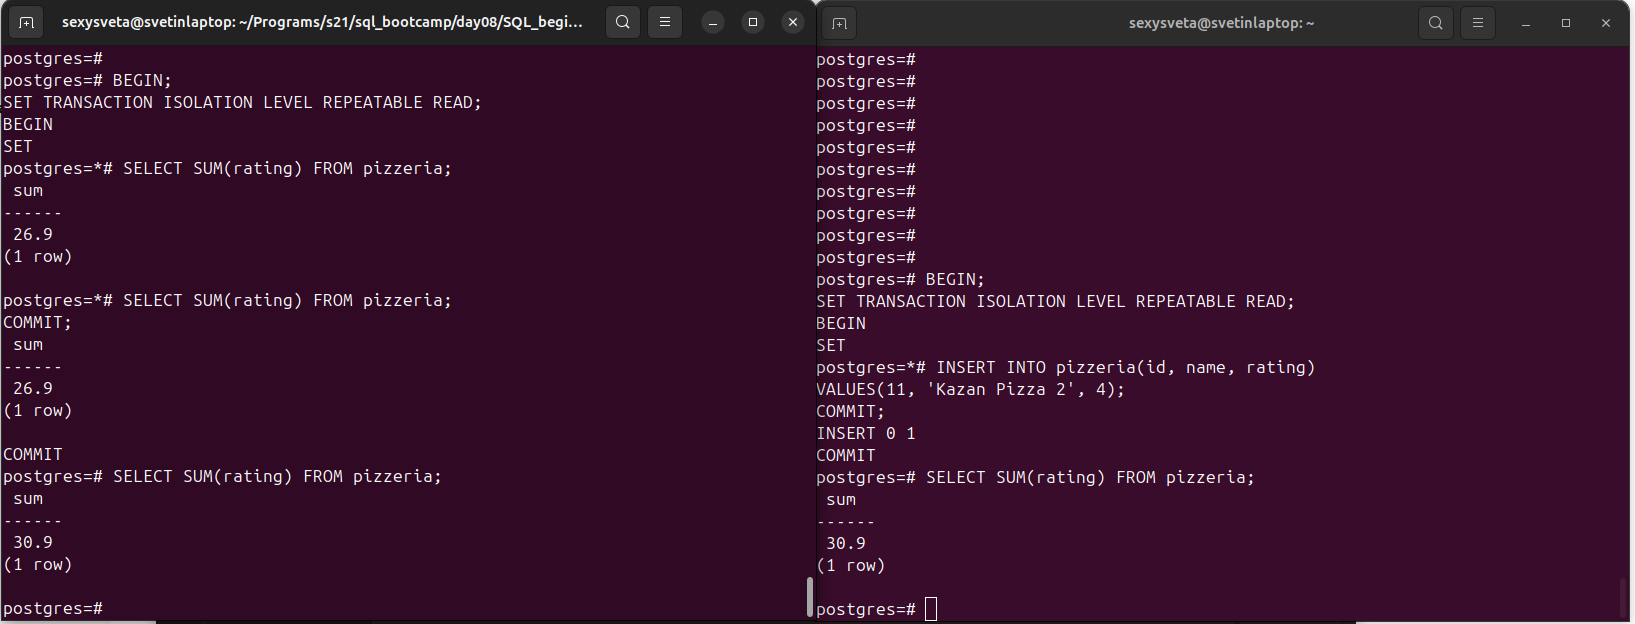 sexysveta@svetinlaptop: ~/Programs/s21/sql_bootcamp/day08/SQL_begi...
postgres=#
postgres=# BEGIN;
SET TRANSACTION ISOLATION LEVEL REPEATABLE READ;
BEGIN
SET
postgres=*# SELECT SUM(rating) FROM pizzeria;
 sum
------
 26.9
(1 row)

postgres=*# SELECT SUM(rating) FROM pizzeria;
COMMIT;
 sum
------
 26.9
(1 row)

COMMIT
postgres=# SELECT SUM(rating) FROM pizzeria;
 sum
------
 30.9
(1 row)

postgres=#
sexysveta@svetinlaptop: ~
postgres=#
postgres=#
postgres=#
postgres=#
postgres=#
postgres=#
postgres=#
postgres=#
postgres=#
postgres=#
postgres=# BEGIN;
SET TRANSACTION ISOLATION LEVEL REPEATABLE READ;
BEGIN
SET
postgres=*# INSERT INTO pizzeria(id, name, rating)
VALUES(11, 'Kazan Pizza 2', 4);
COMMIT;
INSERT 0 1
COMMIT
postgres=# SELECT SUM(rating) FROM pizzeria;
 sum
------
 30.9
(1 row)

postgres=#